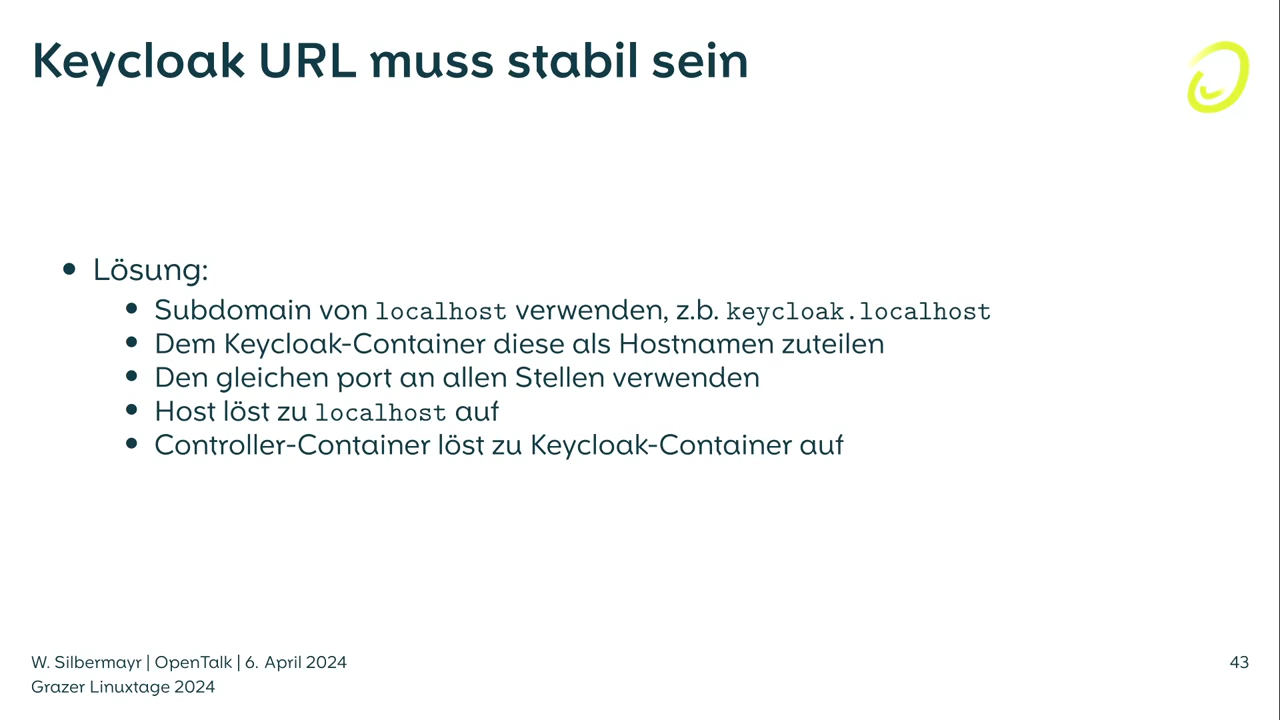 Keycloak URL muss stabil sein
• Lösung:
• Subdomain von localhost verwenden, z.b. keycloak.localhost
• Dem Keycloak-Container diese als Hostnamen zuteilen
• Den gleichen port an allen Stellen verwenden
• Host löst zu localhost auf
• Controller-Container löst zu Keycloak-Container auf
W. Silbermayr | OpenTalk | 6. April 2024
43
Grazer Linuxtage 2024